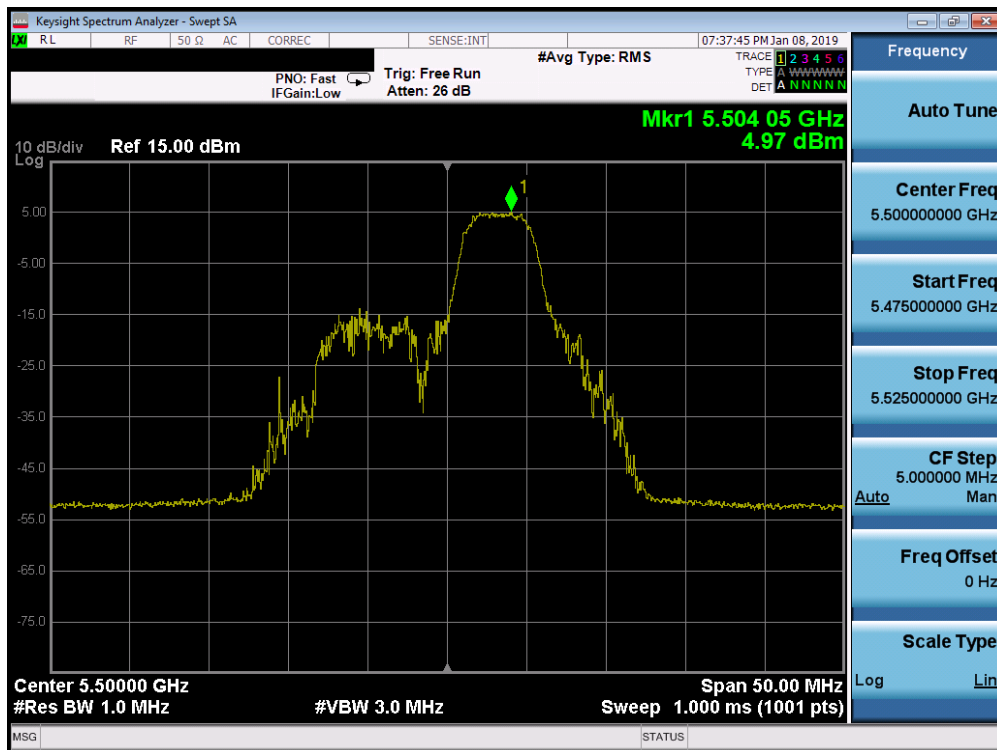 Keysight Spectrum Analyzer - Swept SA
LXI RL RF 50 Ω AC CORREC SENSE:INT 07:37:45 PM Jan 08, 2019
PNO: Fast
IFGain:Low
Trig: Free Run
Atten: 26 dB
#Avg Type: RMS
TRACE 1 2 3 4 5 6
TYPE A WWWWW
DET A N N N N N
Mkr1 5.504 05 GHz
4.97 dBm
10 dB/div Ref 15.00 dBm
Log
1
5.00
-5.00
-15.0
-25.0
-35.0
-45.0
-55.0
-65.0
-75.0
Center 5.50000 GHz Span 50.00 MHz
#Res BW 1.0 MHz #VBW 3.0 MHz Sweep 1.000 ms (1001 pts)
MSG STATUS
Frequency
Auto Tune
Center Freq
5.500000000 GHz
Start Freq
5.475000000 GHz
Stop Freq
5.525000000 GHz
CF Step
5.000000 MHz
Auto Man
Freq Offset
0 Hz
Scale Type
Log Lin